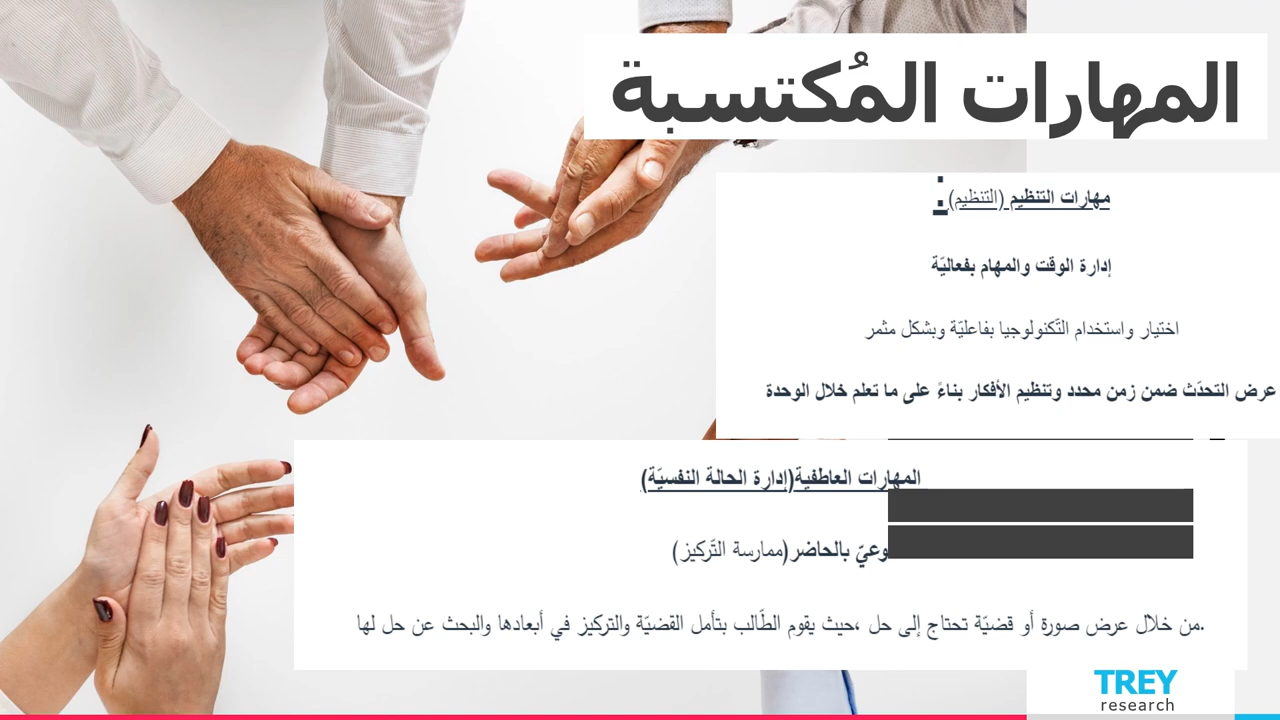 المهارات المُكتسبة
مهارات التنظيم (التنظيم):
إدارة الوقت والمهام بفعاليّة
اختيار واستخدام التّكنولوجيا بفاعليّة وبشكل مثمر
عرض التحدّث ضمن زمن محدد وتنظيم الأفكار بناءً على ما تعلم خلال الوحدة
المهارات العاطفية(إدارة الحالة النفسيّة)
وعيّ بالحاضر(ممارسة التّركيز)
من خلال عرض صورة أو قضيّة تحتاج إلى حل ،حيث يقوم الطّالب بتأمل القضيّة والتركيز في أبعادها والبحث عن حل لها.
TREY
research